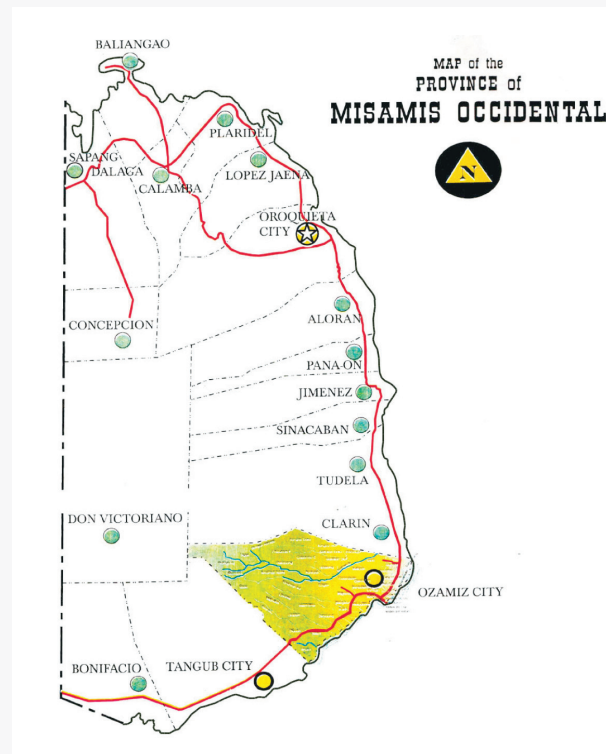 MAP of the
PROVINCE of
MISAMIS OCCIDENTAL
N
BALIANGAO
PLARIDEL
SAPANG
DALAGA
CALAMBA
LOPEZ JAENA
OROQUIETA
CITY
ALORAN
CONCEPCION
PANA-ON
JIMENEZ
SINACABAN
TUDELA
DON VICTORIANO
CLARIN
OZAMIZ CITY
BONIFACIO
TANGUB CITY